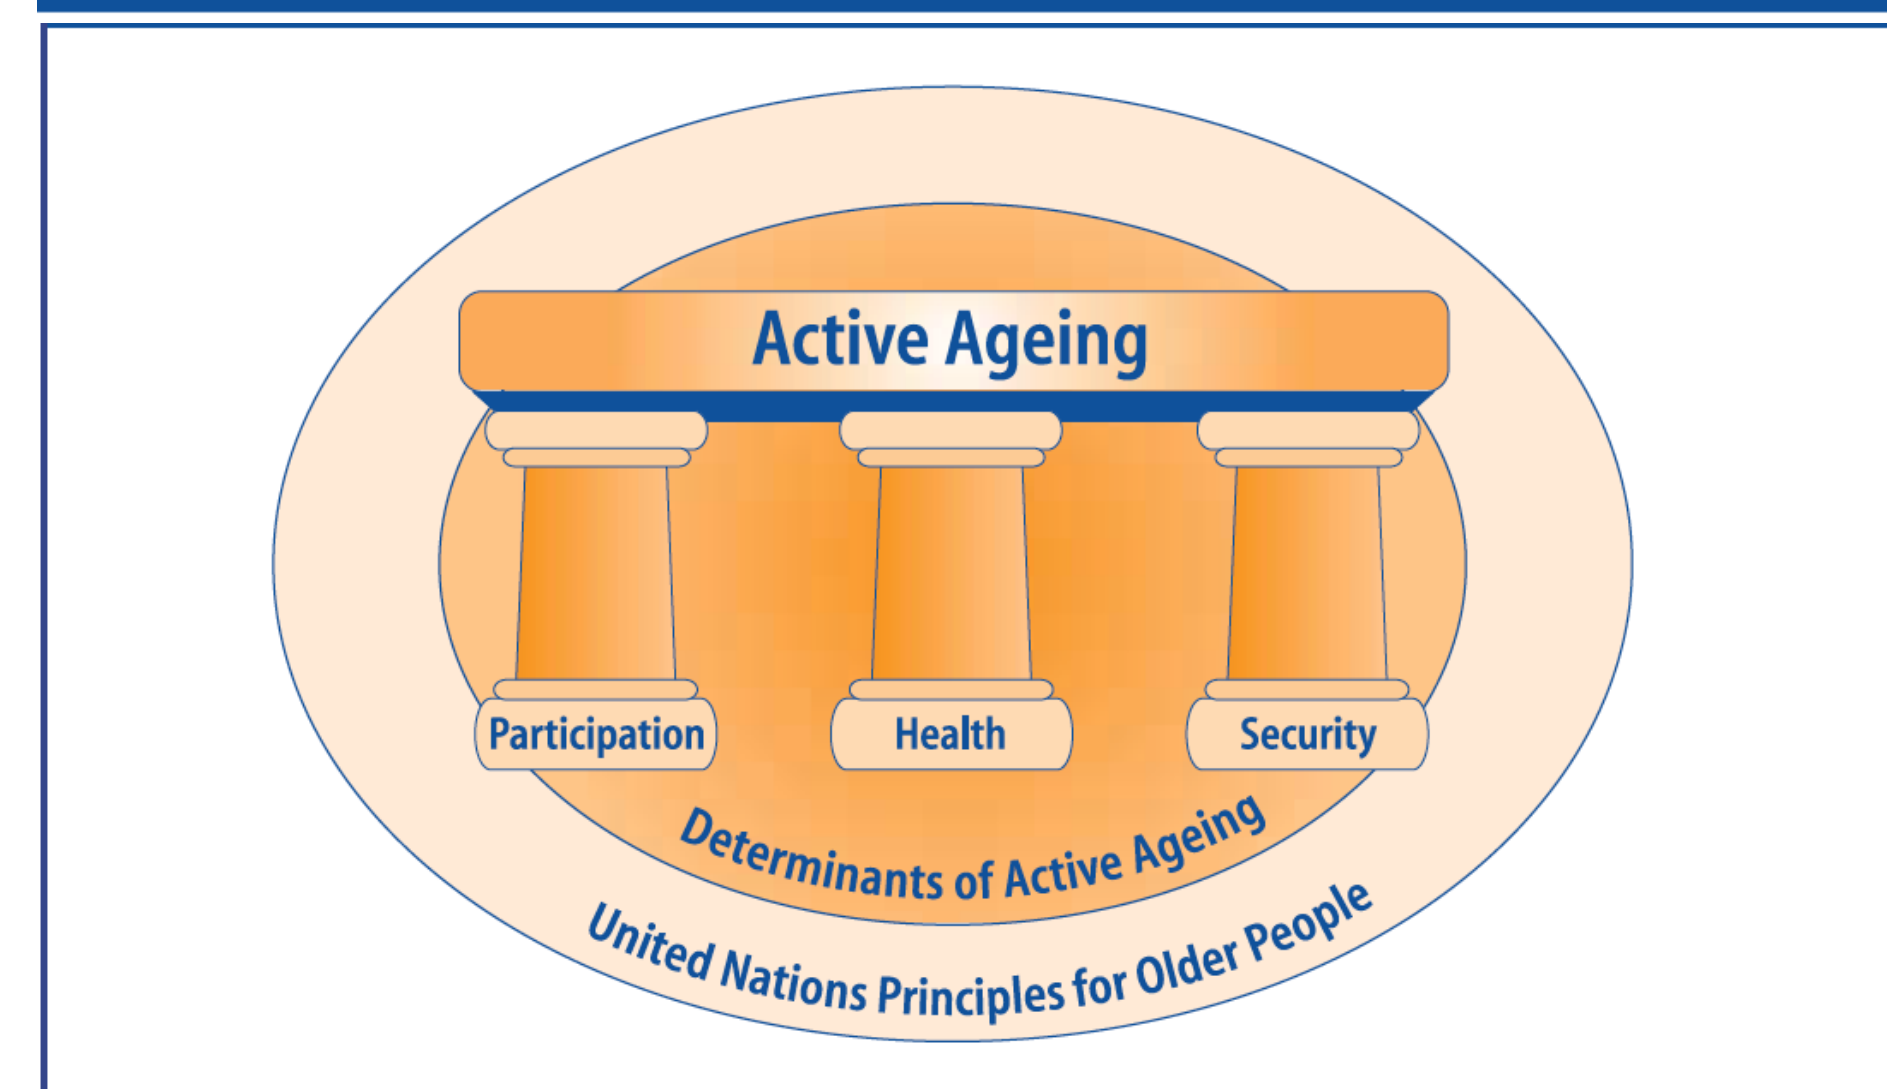 Active Ageing
Participation
Health
Security
Determinants of Active Ageing
United Nations Principles for Older People